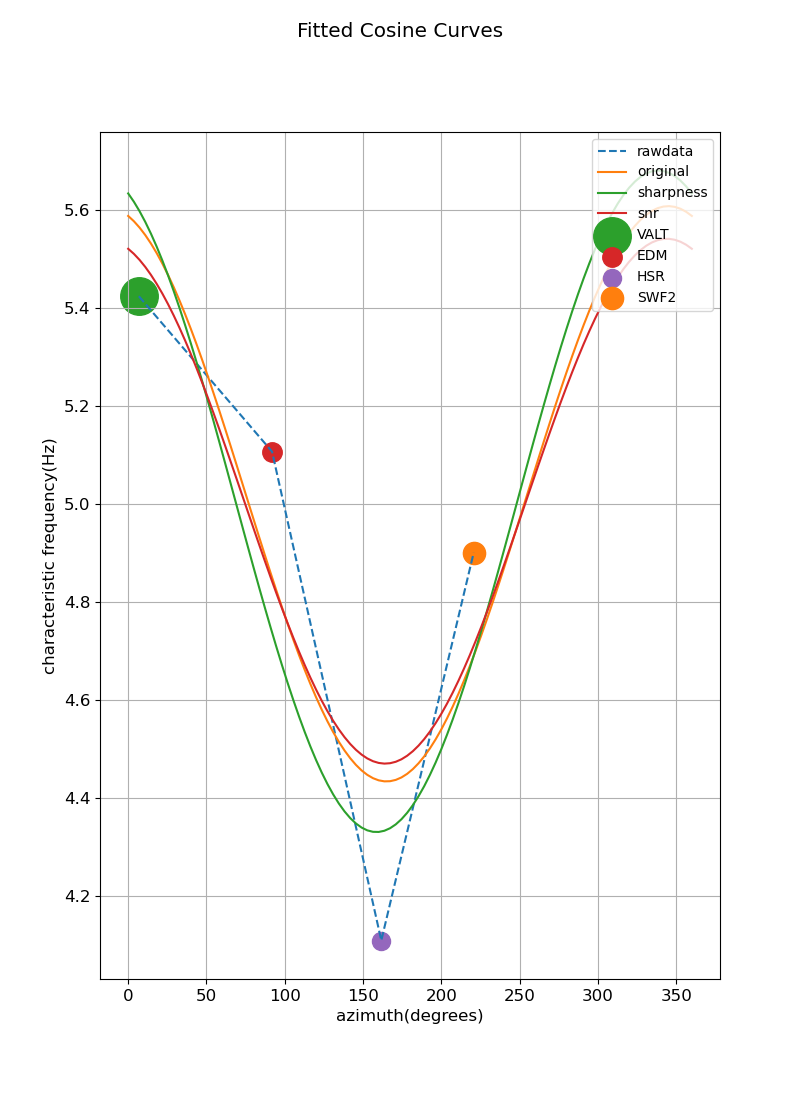 Fitted Cosine Curves
rawdata
original
sharpness
snr
VALT
EDM
HSR
SWF2
characteristic frequency(Hz)
5.6
5.4
5.2
5.0
4.8
4.6
4.4
4.2
0 50 100 150 200 250 300 350
azimuth(degrees)